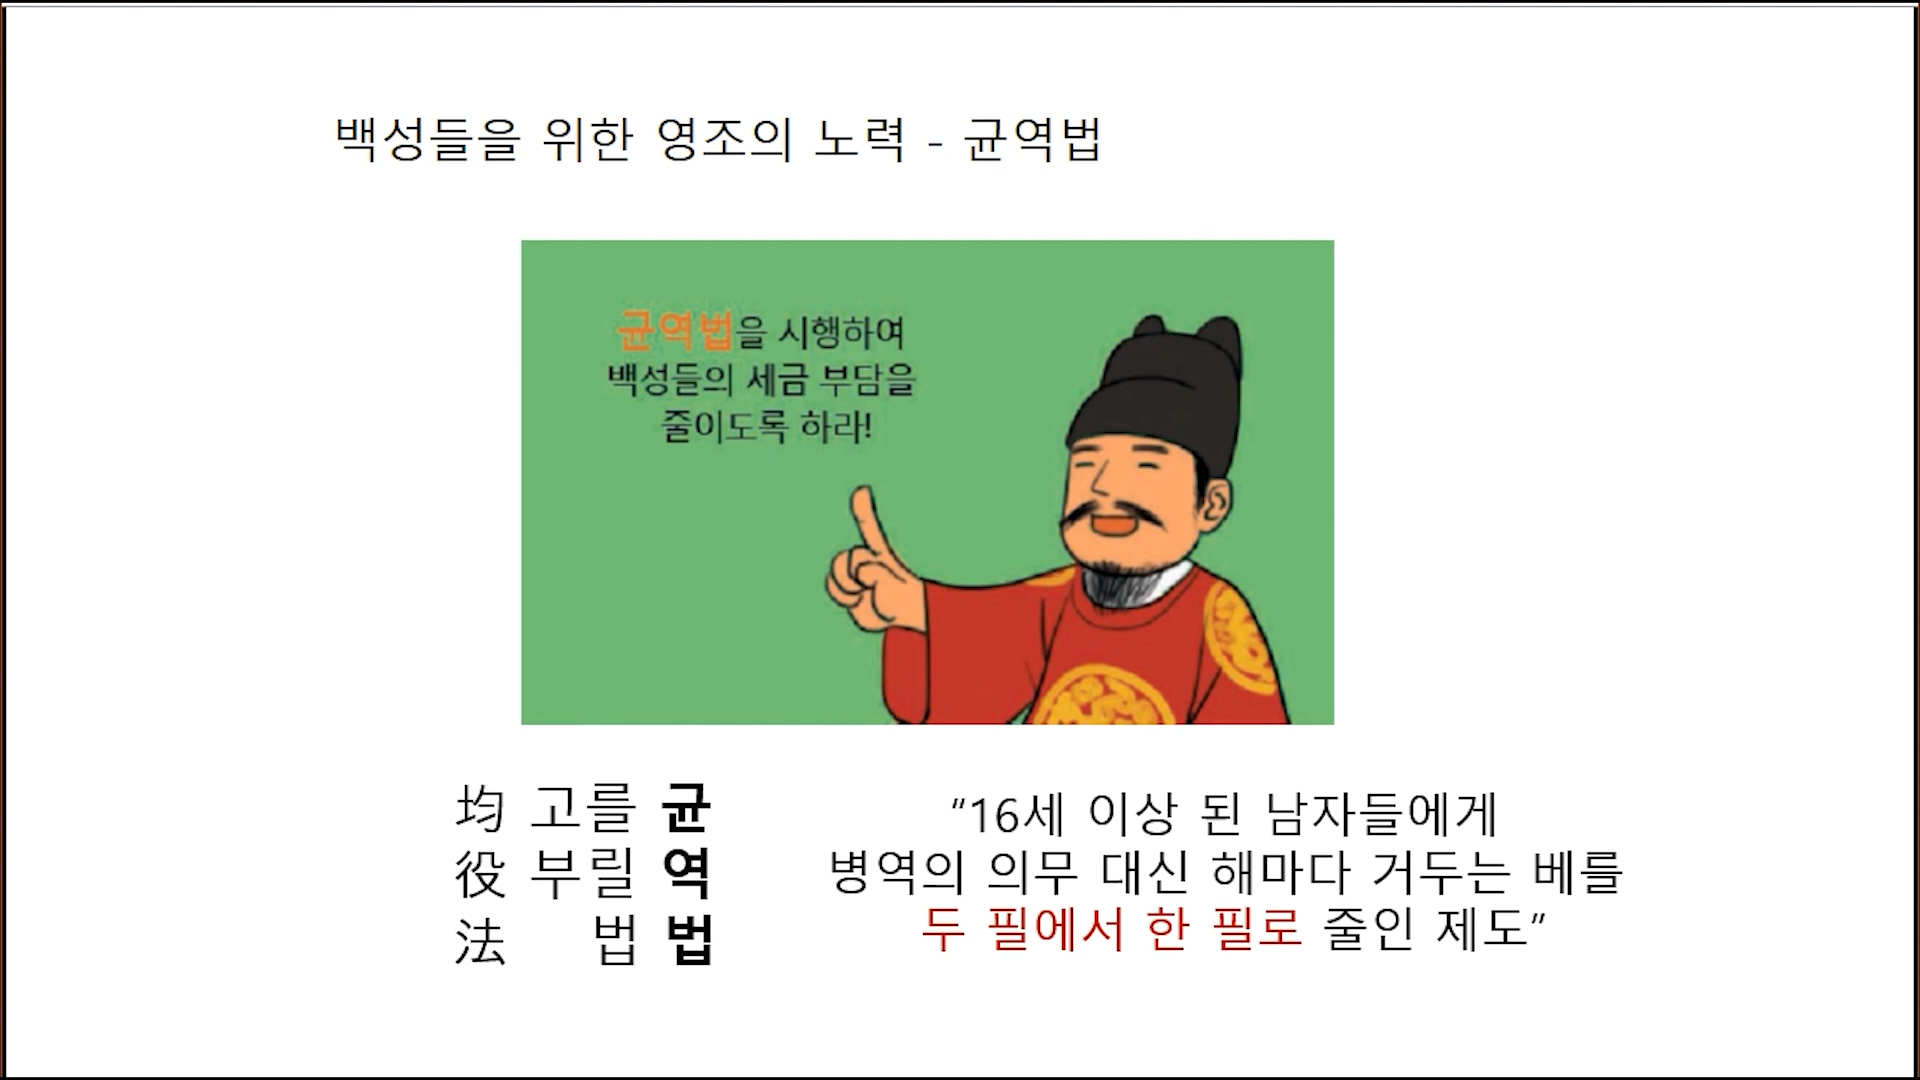 백성들을 위한 영조의 노력 - 균역법
균역법을 시행하여
백성들의 세금 부담을
줄이도록 하라!
均 고를 균
役 부릴 역
法 법 법
"16세 이상 된 남자들에게
병역의 의무 대신 해마다 거두는 베를
두 필에서 한 필로 줄인 제도"